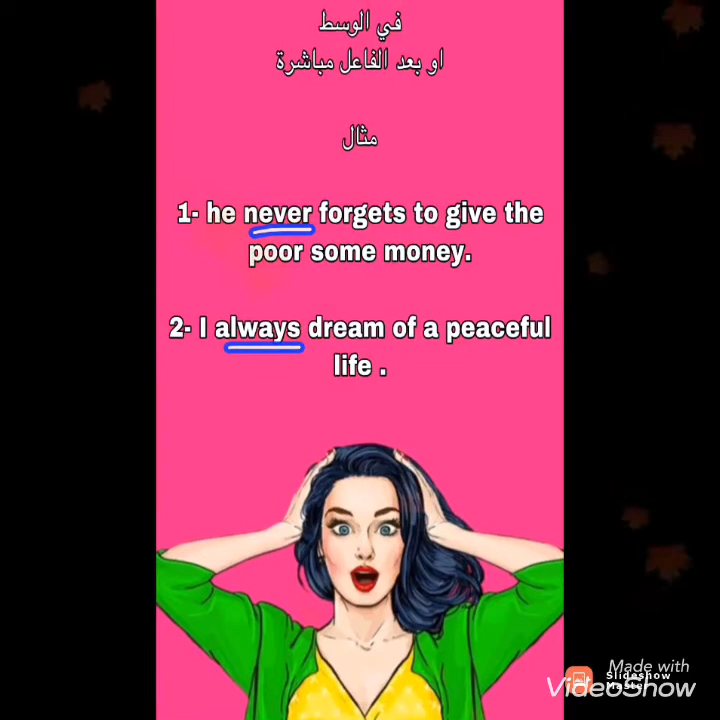 في الوسط
او بعد الفاعل مباشرة
مثال
1- he never forgets to give the
poor some money.
2- I always dream of a peaceful
life .
Made with
Slideshow
VideoShow